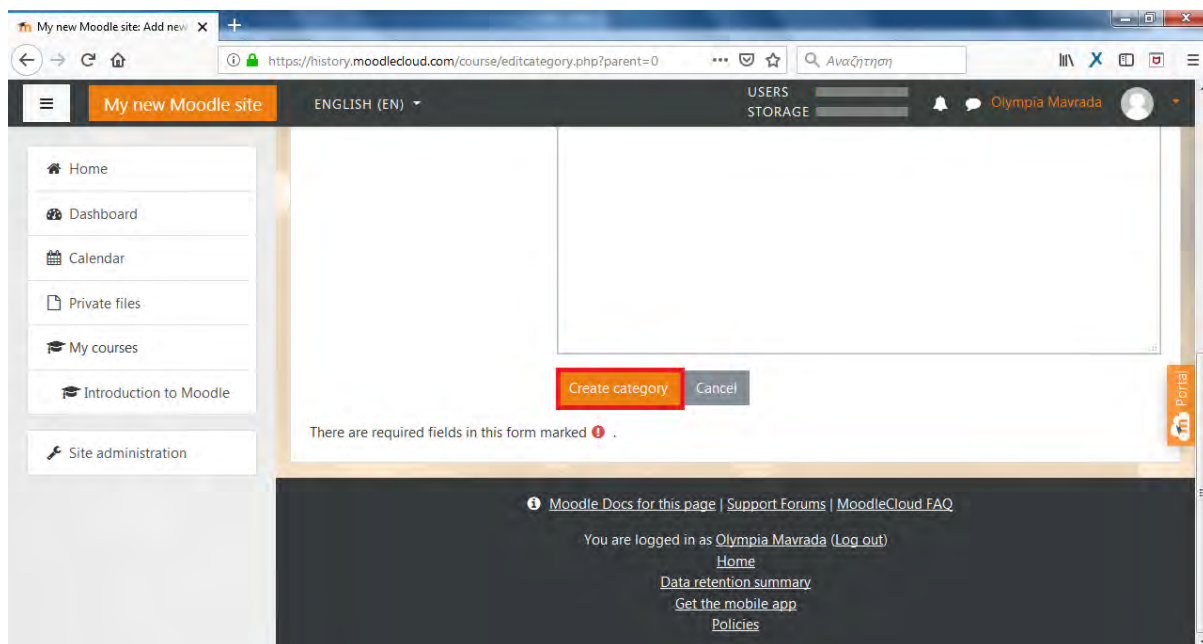 My new Moodle site: Add new
https://history.moodlecloud.com/course/editcategory.php?parent=0
Αναζήτηση
My new Moodle site
ENGLISH (EN)
USERS
STORAGE
Olympia Mavrada
Home
Dashboard
Calendar
Private files
My courses
Introduction to Moodle
Site administration
Create category
Cancel
Portal
There are required fields in this form marked .
Moodle Docs for this page | Support Forums | MoodleCloud FAQ
You are logged in as Olympia Mavrada (Log out)
Home
Data retention summary
Get the mobile app
Policies